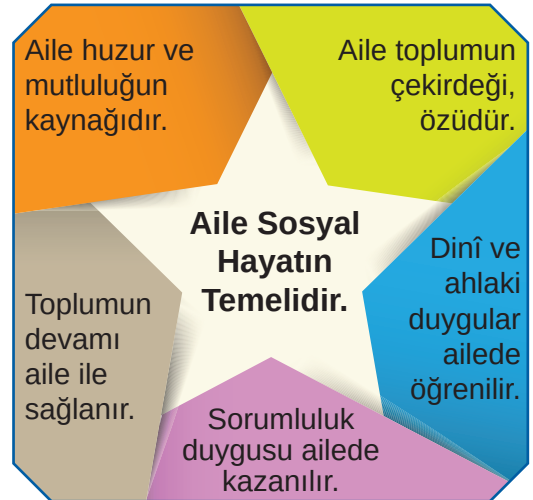 Aile huzur ve
mutluluğun
kaynağıdır.
Aile toplumun
çekirdeği,
özüdür.
Aile Sosyal
Hayatın
Temelidir.
Dinî ve
ahlaki
duygular
ailede
öğrenilir.
Toplumun
devamı
aile ile
sağlanır.
Sorumluluk
duygusu ailede
kazanılır.